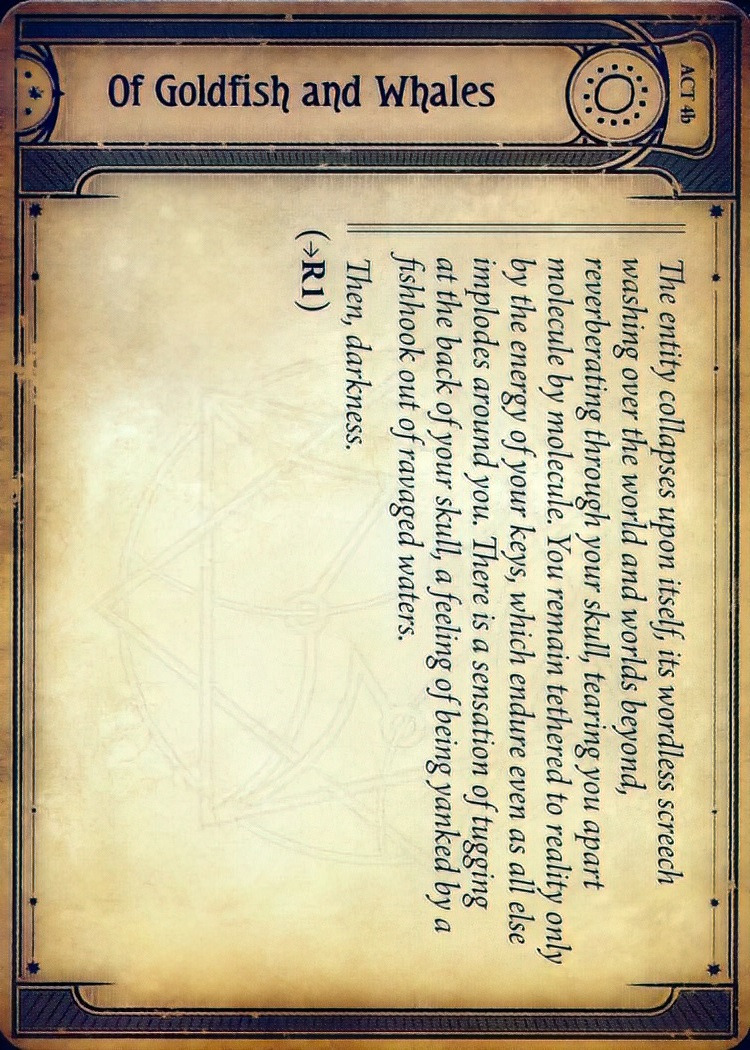 ACT 4b
Of Goldfish and Whales
The entity collapses upon itself, its wordless screech
washing over the world and worlds beyond,
reverberating through your skull, tearing you apart
molecule by molecule. You remain tethered to reality only
by the energy of your keys, which endure even as all else
implodes around you. There is a sensation of tugging
at the back of your skull, a feeling of being yanked by a
fishhook out of ravaged waters.
Then, darkness.
(→R1)